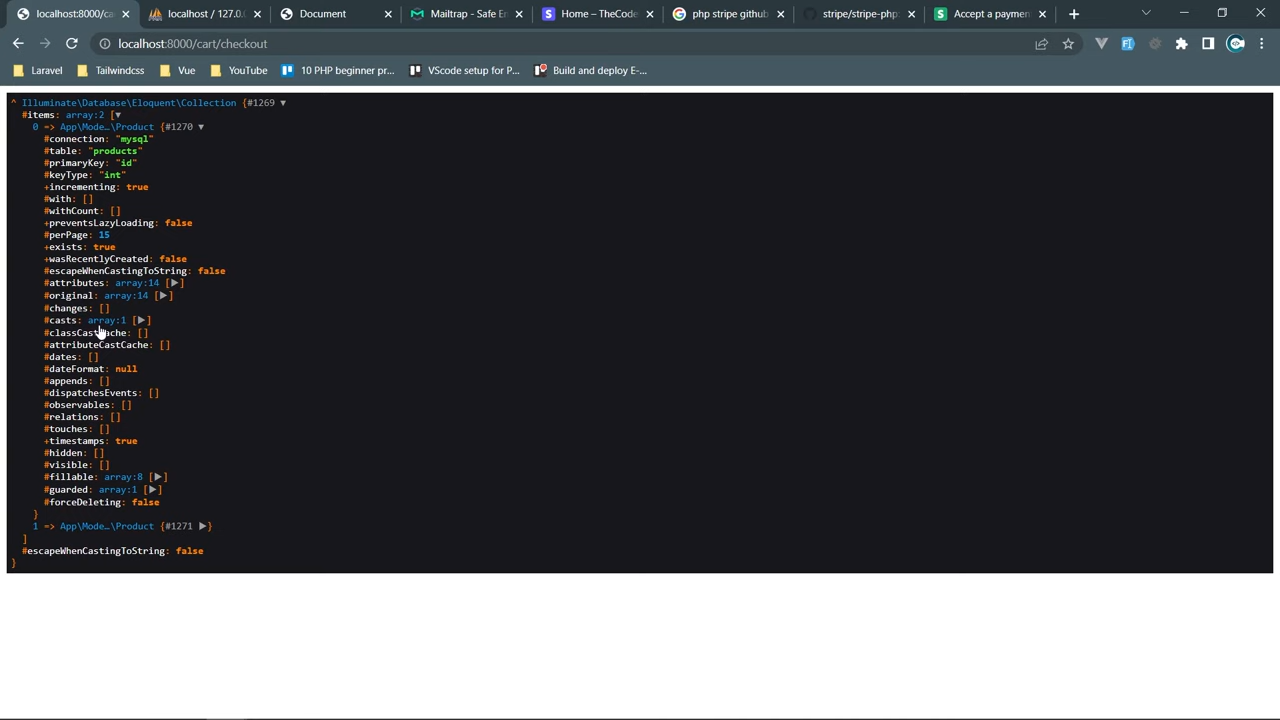 localhost:8000/ca
localhost / 127.0.
Document
Mailtrap - Safe E
Home – TheCode
php stripe github
stripe/stripe-php:
Accept a paymen
localhost:8000/cart/checkout
Laravel
Tailwindcss
Vue
YouTube
10 PHP beginner pr...
VScode setup for P...
Build and deploy E-...
^ Illuminate\Database\Eloquent\Collection {#1269 ▼
#items: array:2 [▼
0 => App\Mode…\Product {#1270 ▼
#connection: "mysql"
#table: "products"
#primaryKey: "id"
#keyType: "int"
+incrementing: true
#with: []
#withCount: []
+preventsLazyLoading: false
#perPage: 15
+exists: true
+wasRecentlyCreated: false
#escapeWhenCastingToString: false
#attributes: array:14 [▶]
#original: array:14 [▶]
#changes: []
#casts: array:1 [▶]
#classCastCache: []
#attributeCastCache: []
#dates: []
#dateFormat: null
#appends: []
#dispatchesEvents: []
#observables: []
#relations: []
#touches: []
+timestamps: true
#hidden: []
#visible: []
#fillable: array:8 [▶]
#guarded: array:1 [▶]
#forceDeleting: false
}
1 => App\Mode…\Product {#1271 ▶}
]
#escapeWhenCastingToString: false
}